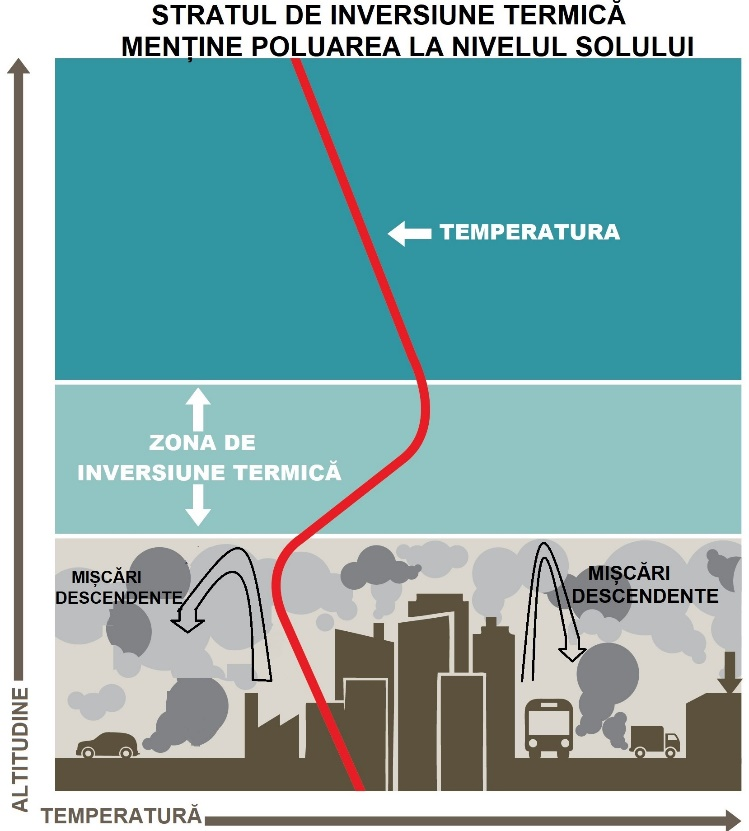 STRATUL DE INVERSIUNE TERMICĂ
MENȚINE POLUAREA LA NIVELUL SOLULUI
TEMPERATURA
ZONA DE
INVERSIUNE TERMICĂ
MIȘCĂRI
DESCENDENTE
MIȘCĂRI
DESCENDENTE
ALTITUDINE
TEMPERATURĂ